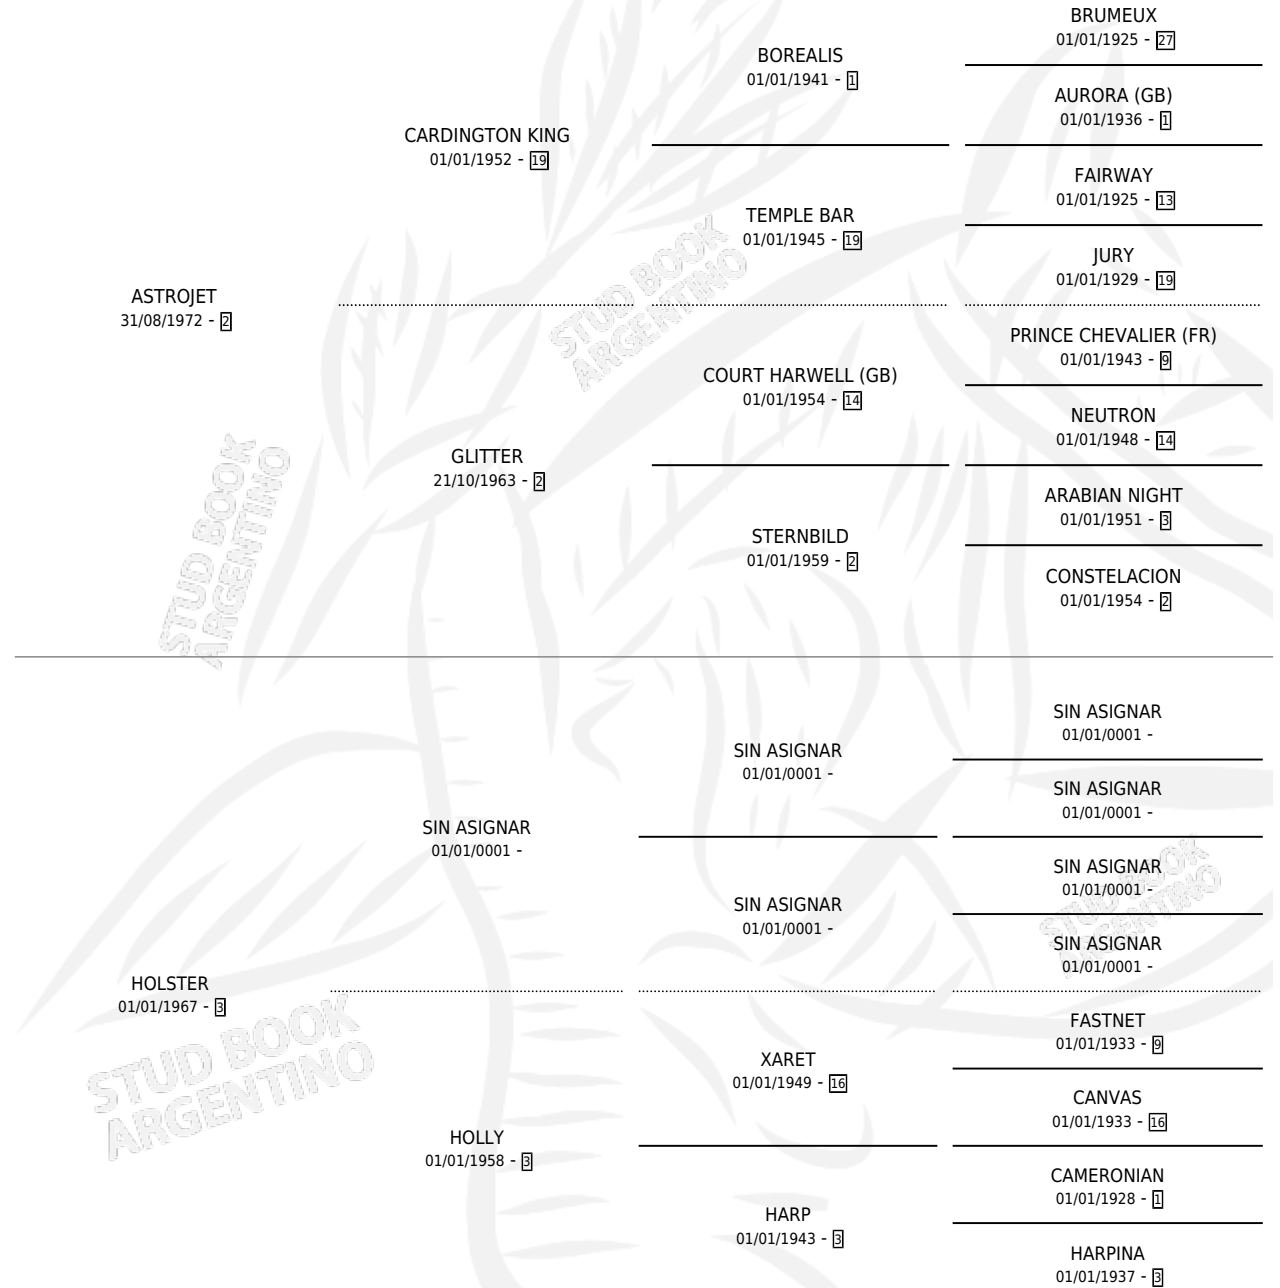 BRUMEUX
01/01/1925 - 27
BOREALIS
01/01/1941 - 1
AURORA (GB)
01/01/1936 - 1
CARDINGTON KING
01/01/1952 - 19
FAIRWAY
01/01/1925 - 13
TEMPLE BAR
01/01/1945 - 19
JURY
01/01/1929 - 19
ASTROJET
31/08/1972 - 2
PRINCE CHEVALIER (FR)
01/01/1943 - 9
COURT HARWELL (GB)
01/01/1954 - 14
NEUTRON
01/01/1948 - 14
GLITTER
21/10/1963 - 2
ARABIAN NIGHT
01/01/1951 - 3
STERNBILD
01/01/1959 - 2
CONSTELACION
01/01/1954 - 2
STUD BOOK
ARGENTINO
STUD BOOK
ARGENTINO
SIN ASIGNAR
01/01/0001 -
SIN ASIGNAR
01/01/0001 -
SIN ASIGNAR
01/01/0001 -
SIN ASIGNAR
01/01/0001 -
SIN ASIGNAR
01/01/0001 -
SIN ASIGNAR
01/01/0001 -
SIN ASIGNAR
01/01/0001 -
HOLSTER
01/01/1967 - 3
FASTNET
01/01/1933 - 9
XARET
01/01/1949 - 16
CANVAS
01/01/1933 - 16
HOLLY
01/01/1958 - 3
CAMERONIAN
01/01/1928 - 1
HARP
01/01/1943 - 3
HARPINA
01/01/1937 - 3
STUD BOOK
ARGENTINO
STUD BOOK
ARGENTINO